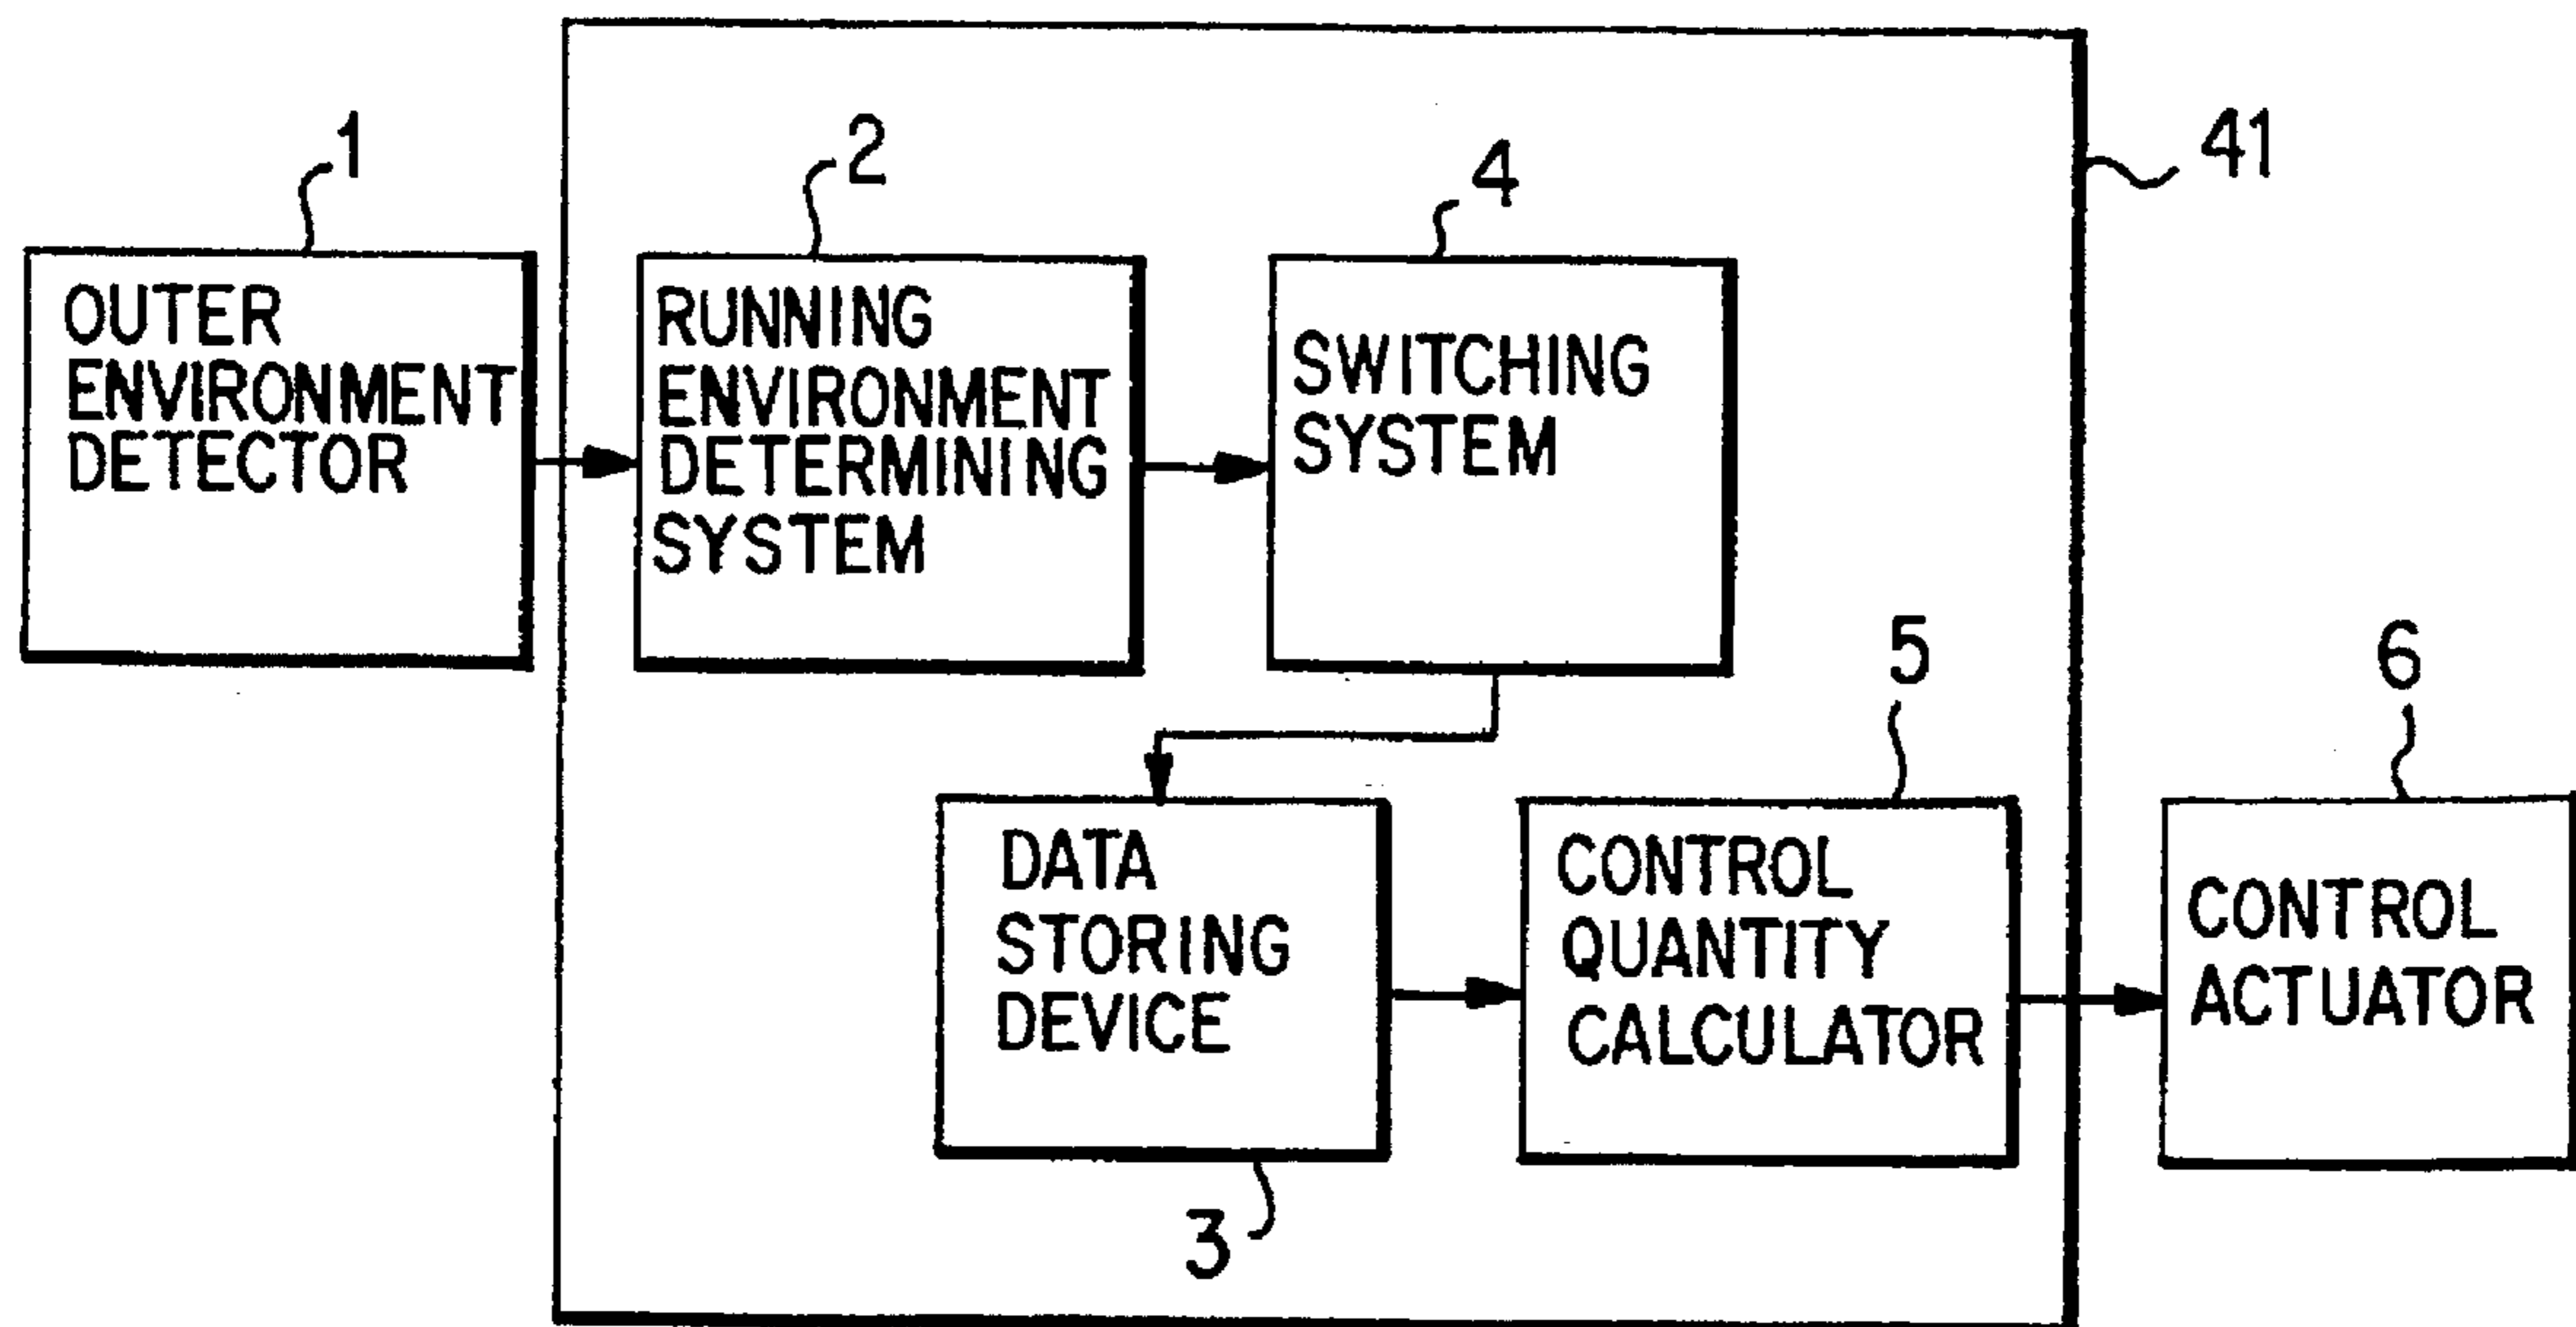 1
2
4
41
OUTER
ENVIRONMENT
DETECTOR
RUNNING
ENVIRONMENT
DETERMINING
SYSTEM
SWITCHING
SYSTEM
5
6
DATA
STORING
DEVICE
CONTROL
QUANTITY
CALCULATOR
CONTROL
ACTUATOR
3